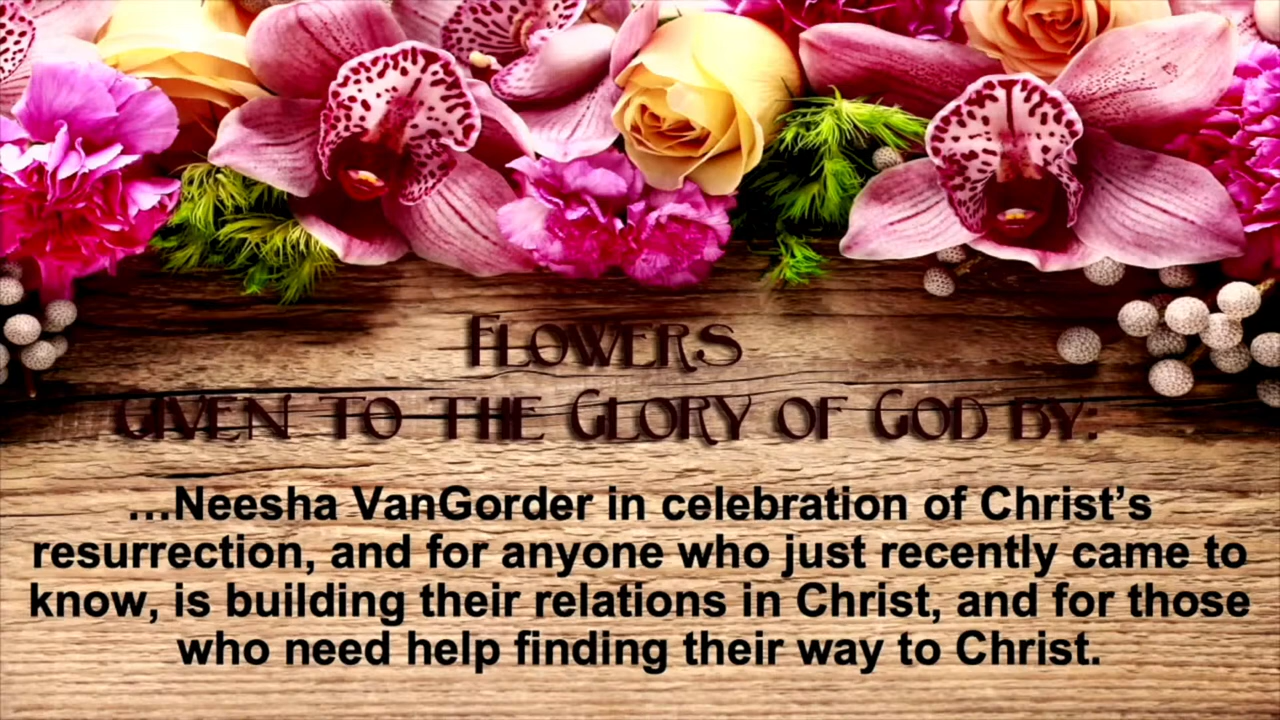 Flowers
Given to the Glory of God by:
...Neesha VanGorder in celebration of Christ’s
resurrection, and for anyone who just recently came to
know, is building their relations in Christ, and for those
who need help finding their way to Christ.